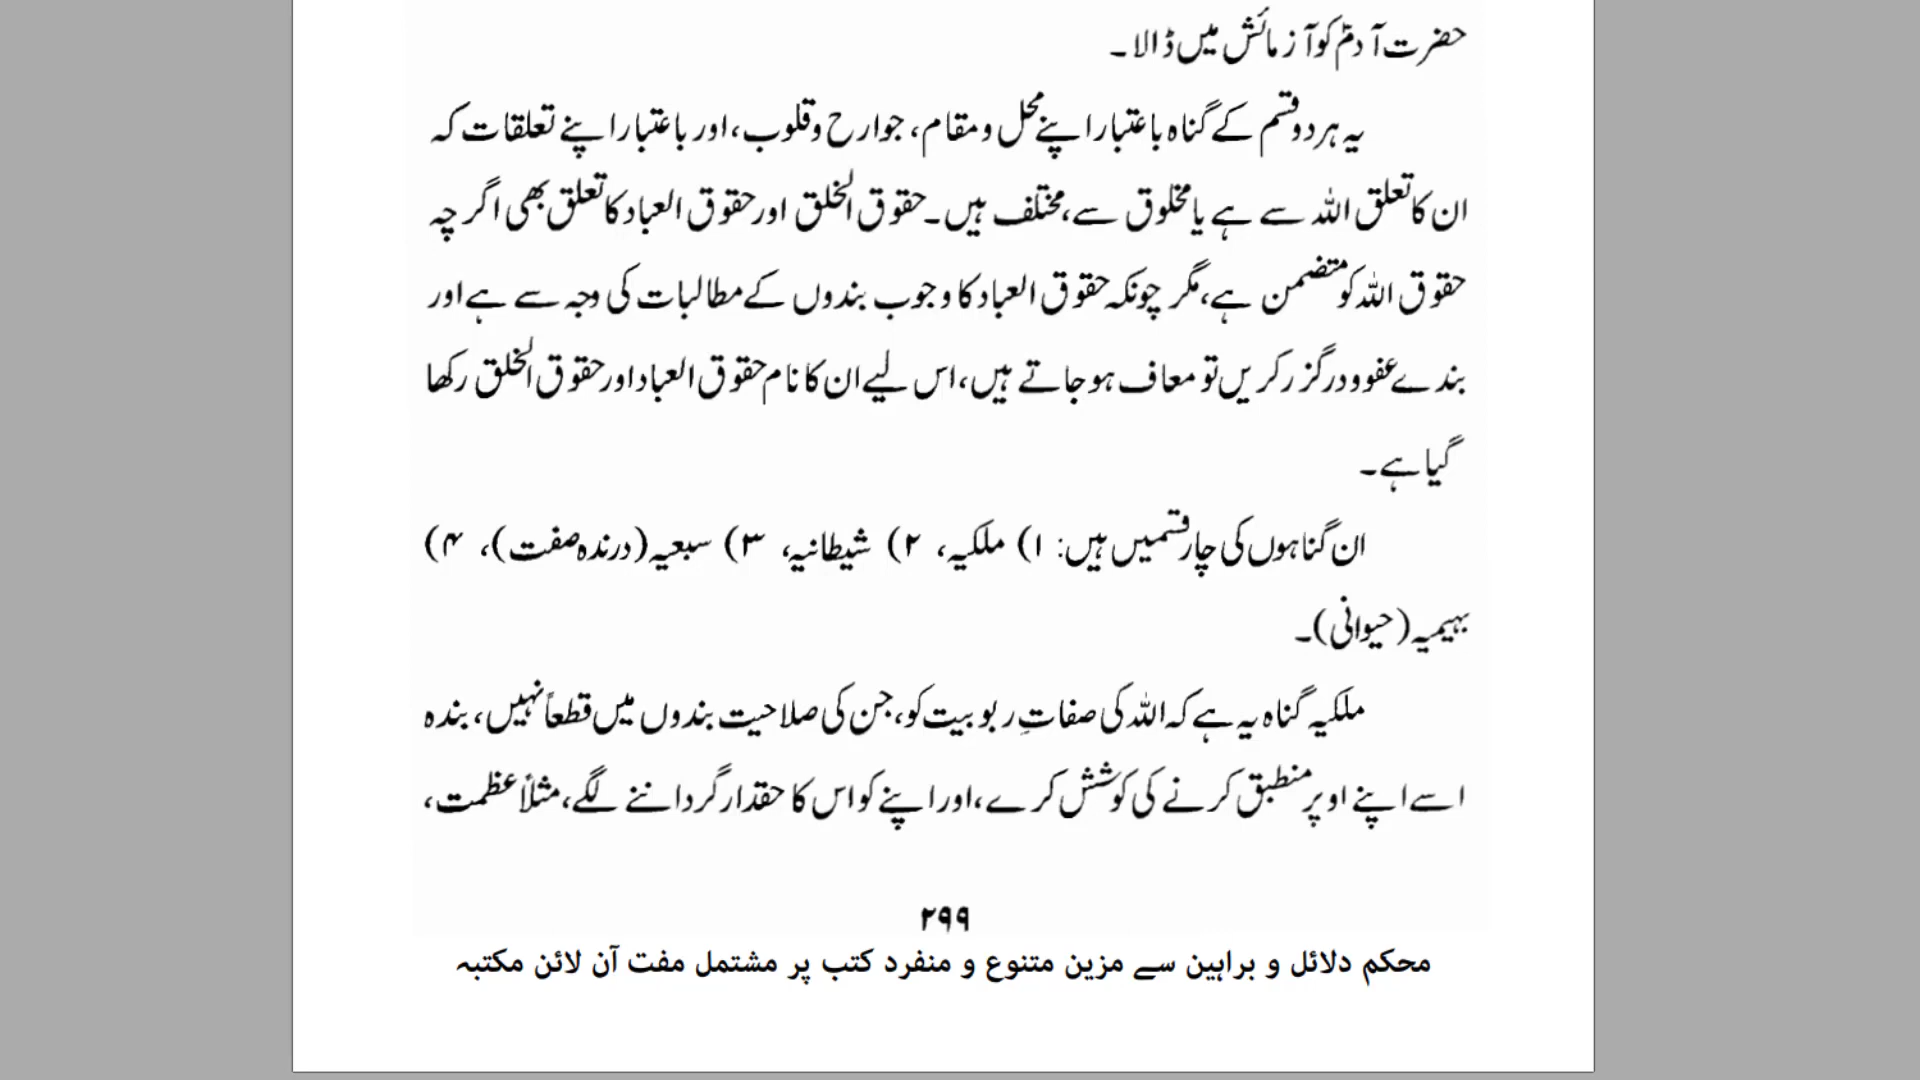 حضرت آدمؑ کو آزمائش میں ڈالا۔
یہ ہر دو قسم کے گناہ باعتبار اپنے محل و مقام، جوارح و قلوب، اور باعتبار اپنے تعلقات کہ
ان کا تعلق اللہ سے ہے یا مخلوق سے، مختلف ہیں۔ حقوق الخلق اور حقوق العباد کا تعلق بھی اگر چہ
حقوق اللہ کو متضمن ہے، مگر چونکہ حقوق العباد کا وجوب بندوں کے مطالبات کی وجہ سے ہے اور
بندے عفو و درگزر کریں تو معاف ہو جاتے ہیں، اس لیے ان کا نام حقوق العباد اور حقوق الخلق رکھا
گیا ہے۔
ان گناہوں کی چار قسمیں ہیں: ۱) ملکیہ، ۲) شیطانیہ، ۳) سبعیہ (درندہ صفت)، ۴)
بہیمیہ (حیوانی)۔
ملکیہ گناہ یہ ہے کہ اللہ کی صفاتِ ربوبیت کو، جن کی صلاحیت بندوں میں قطعاً نہیں، بندہ
اسے اپنے اوپر منطبق کرنے کی کوشش کرے، اور اپنے کو اس کا حقدار گرداننے لگے، مثلاً عظمت،
۲۹۹
محکم دلائل و براہین سے مزین متنوع و منفرد کتب پر مشتمل مفت آن لائن مکتبہ